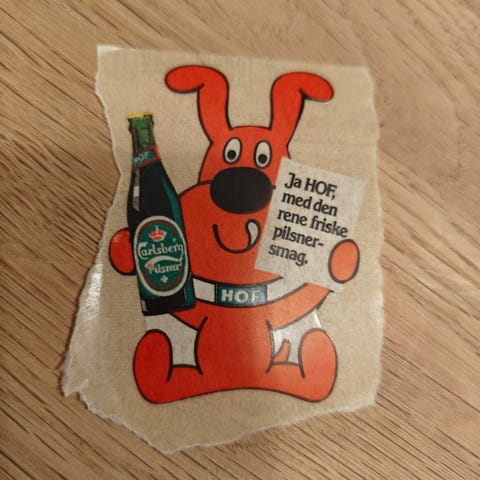 HOF
Carlsberg
Pilsner
Ja HOF,
med den
rene friske
pilsner-
smag.
HOF